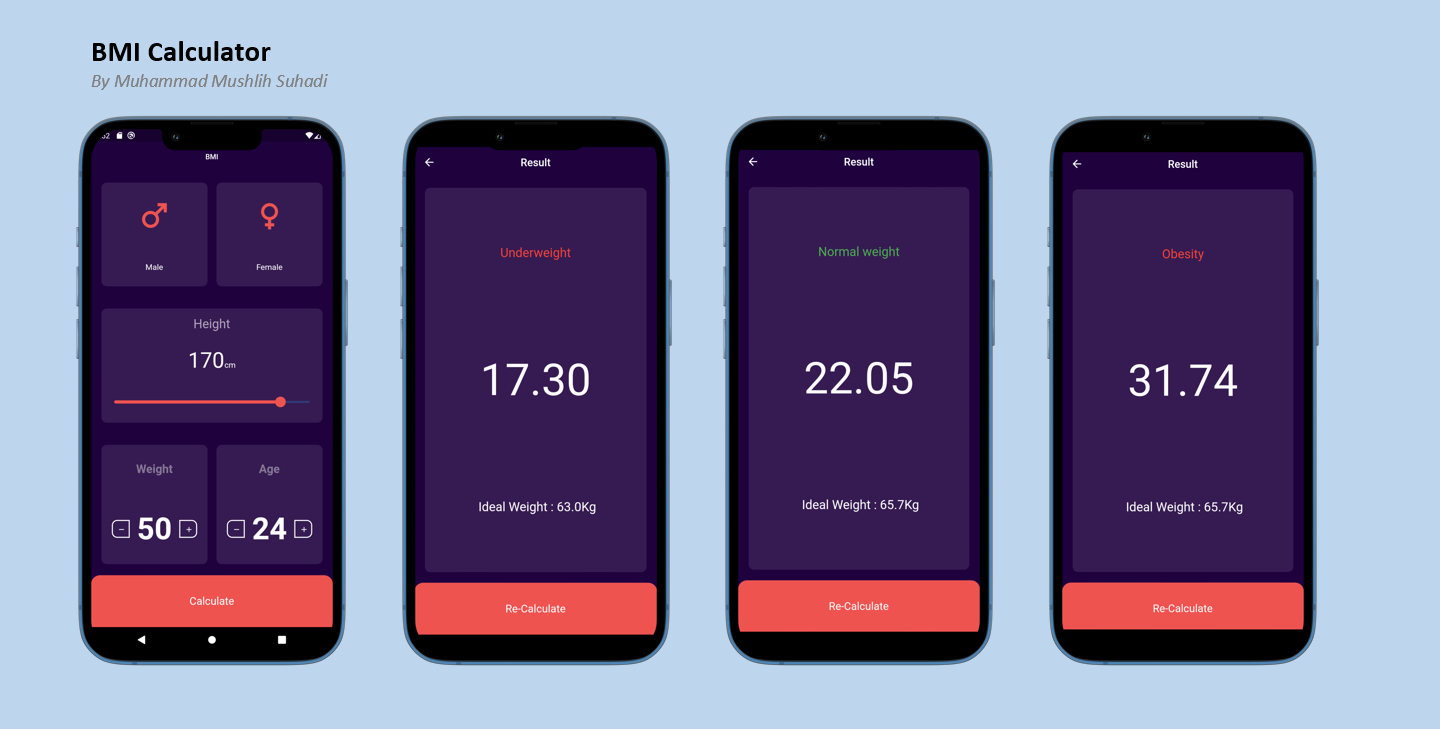 BMI Calculator
By Muhammad Mushlih Suhadi
BMI
Male Female
Height
170cm
Weight Age
− 50 + − 24 +
Calculate
Result
Underweight
17.30
Ideal Weight : 63.0Kg
Re-Calculate
Result
Normal weight
22.05
Ideal Weight : 65.7Kg
Re-Calculate
Result
Obesity
31.74
Ideal Weight : 65.7Kg
Re-Calculate